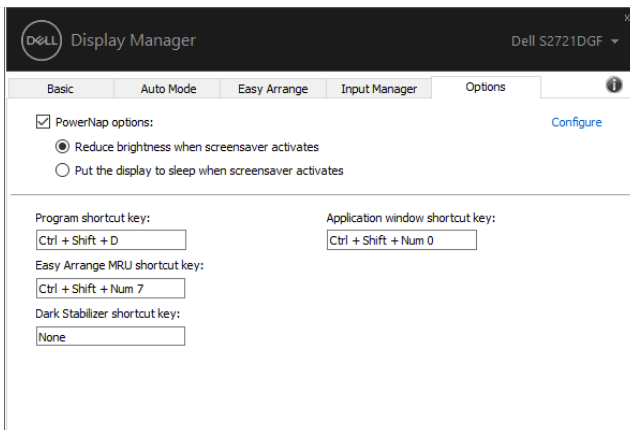 DELL Display Manager
Dell S2721DGF
Basic Auto Mode Easy Arrange Input Manager Options
PowerNap options: Configure
Reduce brightness when screensaver activates
Put the display to sleep when screensaver activates
Program shortcut key: Application window shortcut key:
Ctrl + Shift + D Ctrl + Shift + Num 0
Easy Arrange MRU shortcut key:
Ctrl + Shift + Num 7
Dark Stabilizer shortcut key:
None